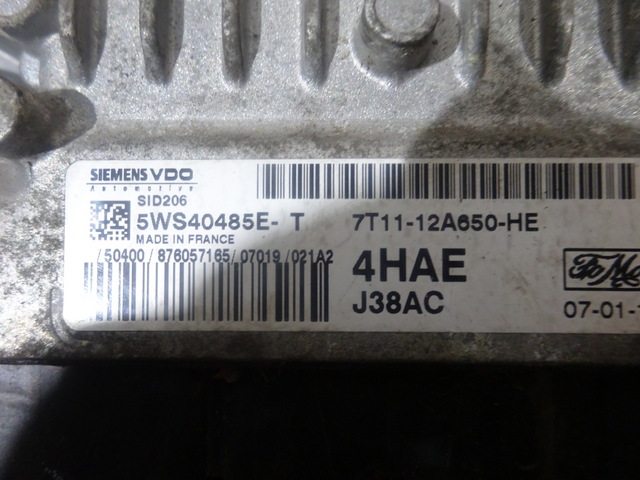 SIEMENS VDO
Automotive
SID206
5WS40485E- T 7T11-12A650-HE
MADE IN FRANCE
/50400/876057165/07019/021A2
4HAE
J38AC
07-01-